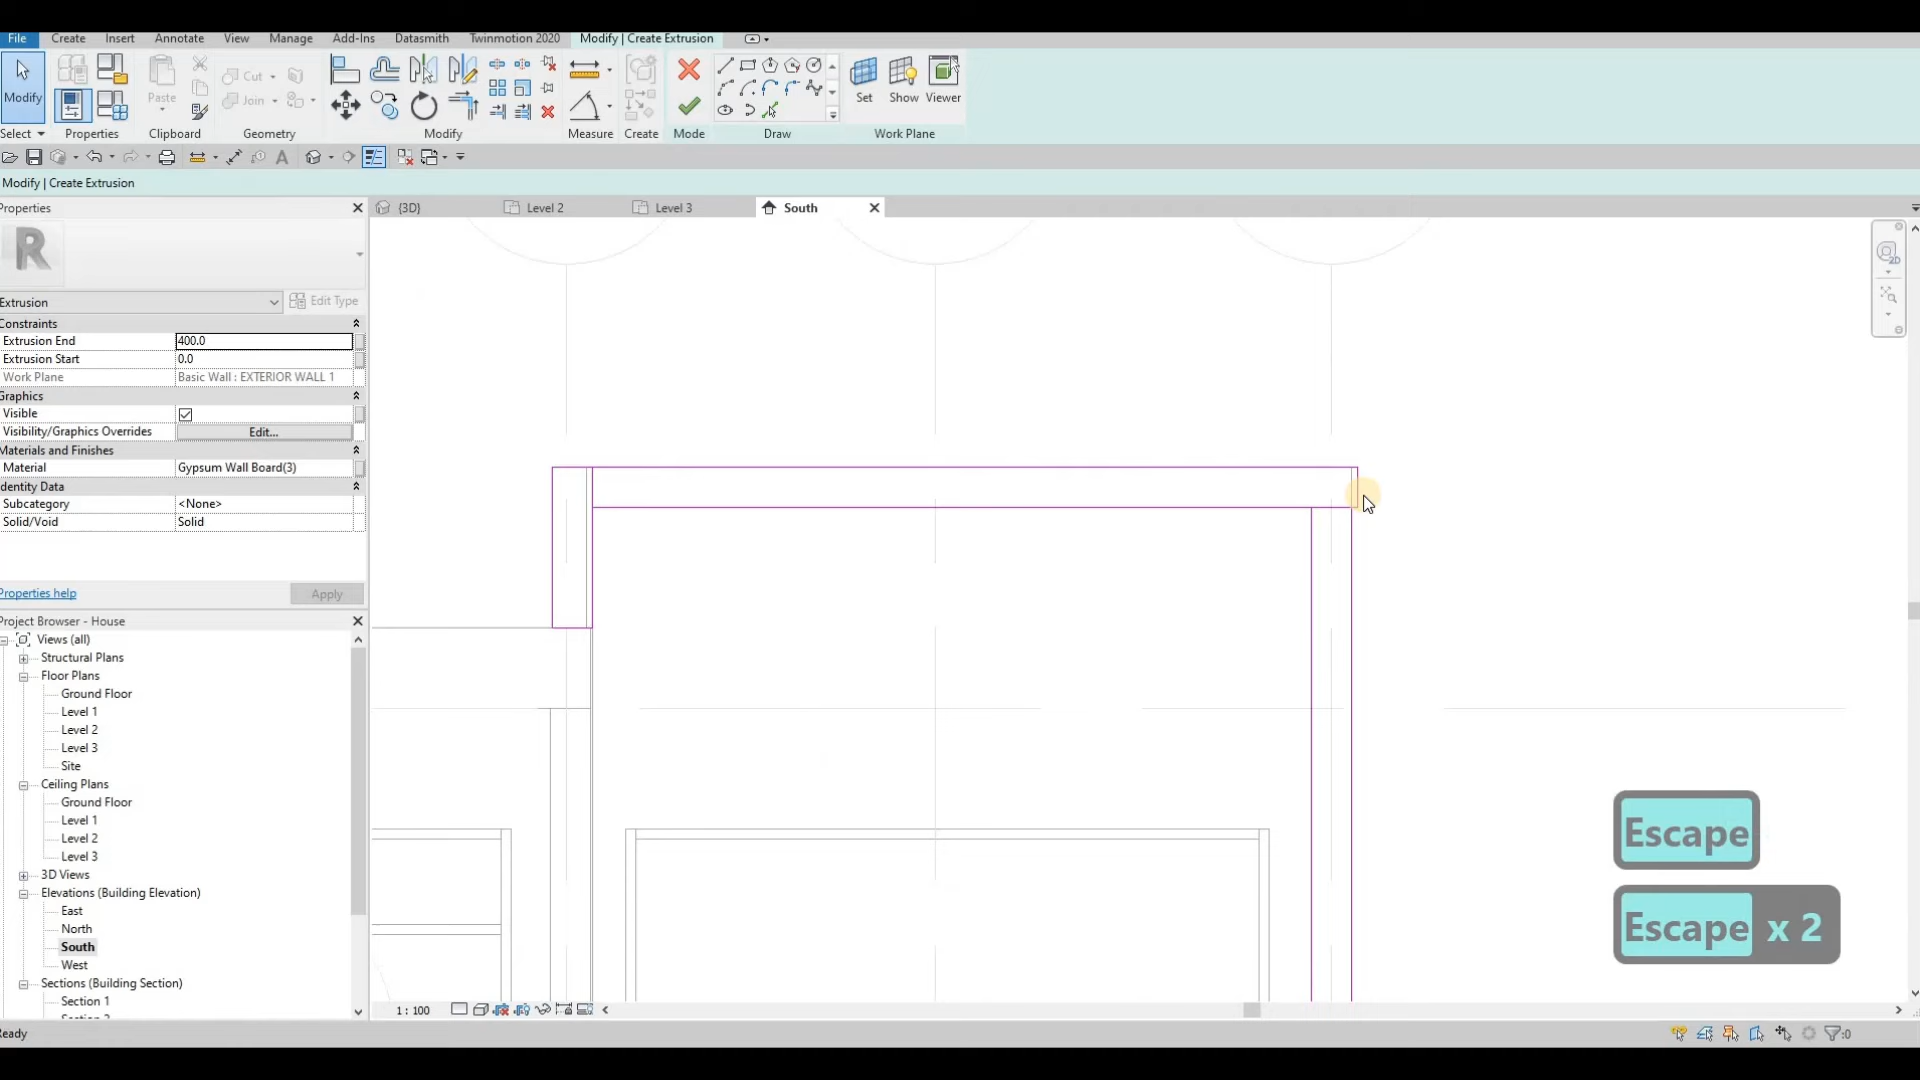 File Create Insert Annotate View Manage Add-Ins Datasmith Twinmotion 2020 Modify | Create Extrusion
Modify
Paste
Cut
Join
Set Show Viewer
Select Properties Clipboard Geometry Modify Measure Create Mode Draw Work Plane
Modify | Create Extrusion
Properties
{3D} Level 2 Level 3 South
R
Extrusion Edit Type
Constraints
Extrusion End 400.0
Extrusion Start 0.0
Work Plane Basic Wall : EXTERIOR WALL 1
Graphics
Visible
Visibility/Graphics Overrides Edit...
Materials and Finishes
Material Gypsum Wall Board(3)
Identity Data
Subcategory <None>
Solid/Void Solid
Properties help Apply
Project Browser - House
Views (all)
Structural Plans
Floor Plans
Ground Floor
Level 1
Level 2
Level 3
Site
Ceiling Plans
Ground Floor
Level 1
Level 2
Level 3
3D Views
Elevations (Building Elevation)
East
North
South
West
Sections (Building Section)
Section 1
Escape
Escape x 2
1 : 100
Ready
:0
2D